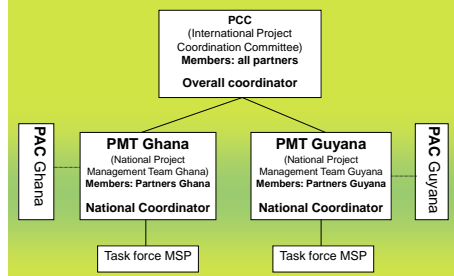 PCC
(International Project
Coordination Committee)
Members: all partners
Overall coordinator
PAC Ghana
PMT Ghana
(National Project
Management Team Ghana)
Members: Partners Ghana
National Coordinator
PMT Guyana
(National Project
Management Team Guyana
Members: Partners Guyana
National Coordinator
PAC Guyana
Task force MSP
Task force MSP